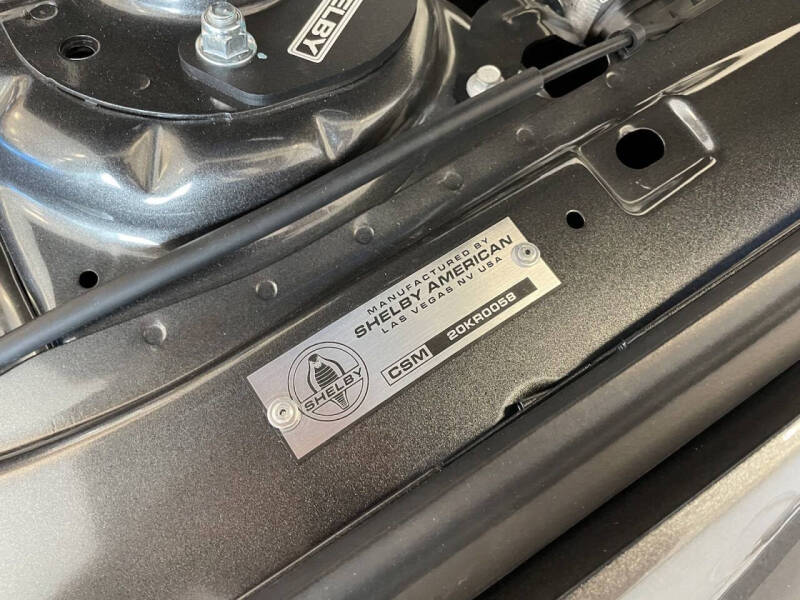 SHELBY
MANUFACTURED BY
SHELBY AMERICAN
LAS VEGAS NV USA
CSM 20KR0058
SHELBY